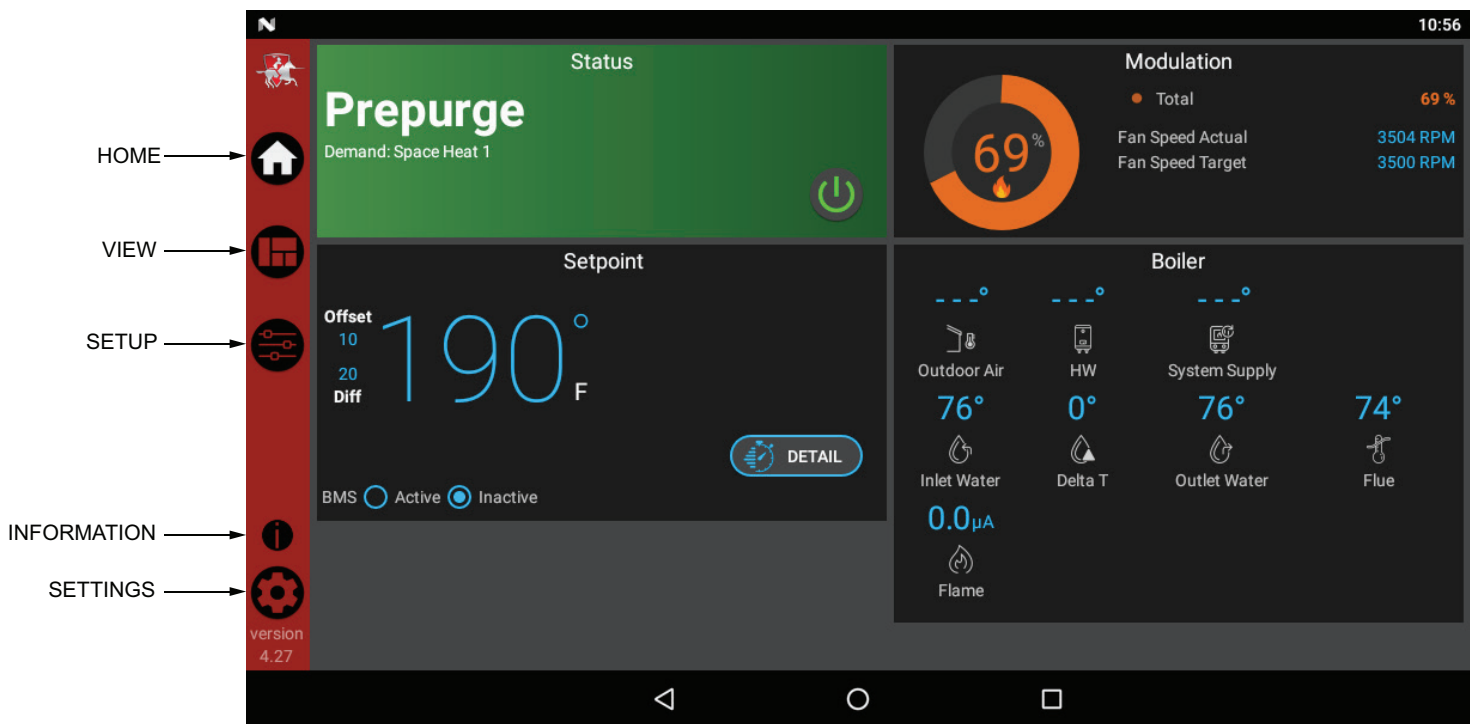 10:56
HOME
VIEW
SETUP
INFORMATION
SETTINGS
version
4.27
Status
Prepurge
Demand: Space Heat 1
Modulation
69 %
Total 69 %
Fan Speed Actual 3504 RPM
Fan Speed Target 3500 RPM
Setpoint
Offset
10
20
Diff
190° F
DETAIL
BMS Active Inactive
Boiler
- - -° - - -° - - -°
Outdoor Air HW System Supply
76° 0° 76° 74°
Inlet Water Delta T Outlet Water Flue
0.0µA
Flame